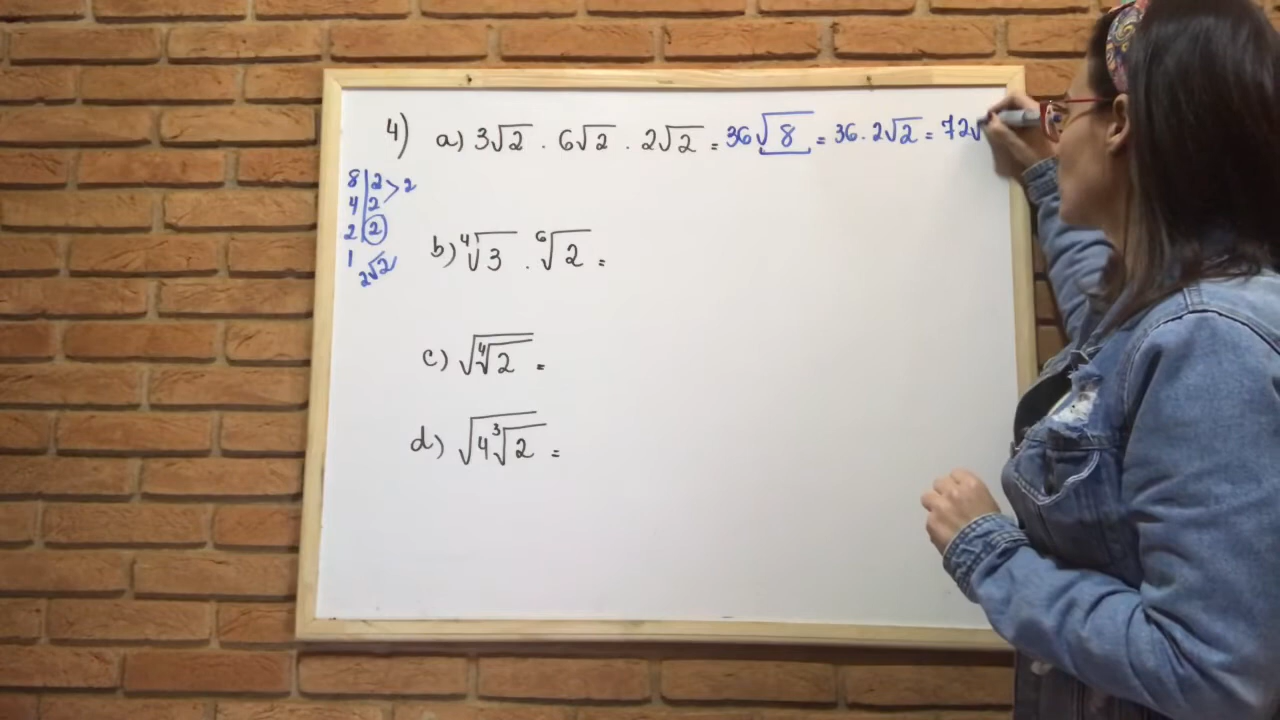 4) a) 3√2 . 6√2 . 2√2 = 36√8 = 36.2√2 = 72√
8|2 > 2
4|2
2|2
1 2√2
b) ⁴√3 . ⁶√2 =
c) √⁴√2 =
d) √4³√2 =